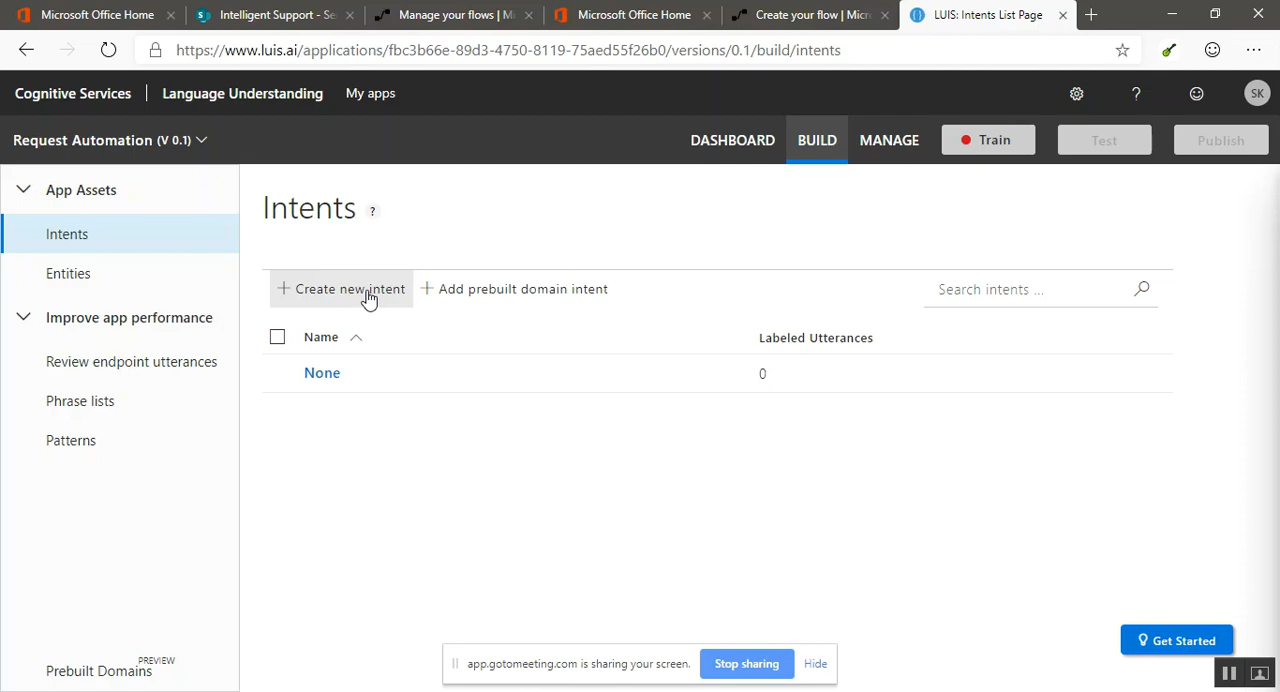 Microsoft Office Home
Intelligent Support - Se
Manage your flows | Mi
Microsoft Office Home
Create your flow | Micr
LUIS: Intents List Page
https://www.luis.ai/applications/fbc3b66e-89d3-4750-8119-75aed55f26b0/versions/0.1/build/intents
Cognitive Services
Language Understanding
My apps
?
SK
Request Automation (V 0.1)
DASHBOARD
BUILD
MANAGE
Train
Test
Publish
App Assets
Intents
Entities
Improve app performance
Review endpoint utterances
Phrase lists
Patterns
Prebuilt Domains PREVIEW
Intents ?
+ Create new intent
+ Add prebuilt domain intent
Search intents ...
Name
Labeled Utterances
None
0
Get Started
app.gotomeeting.com is sharing your screen.
Stop sharing
Hide